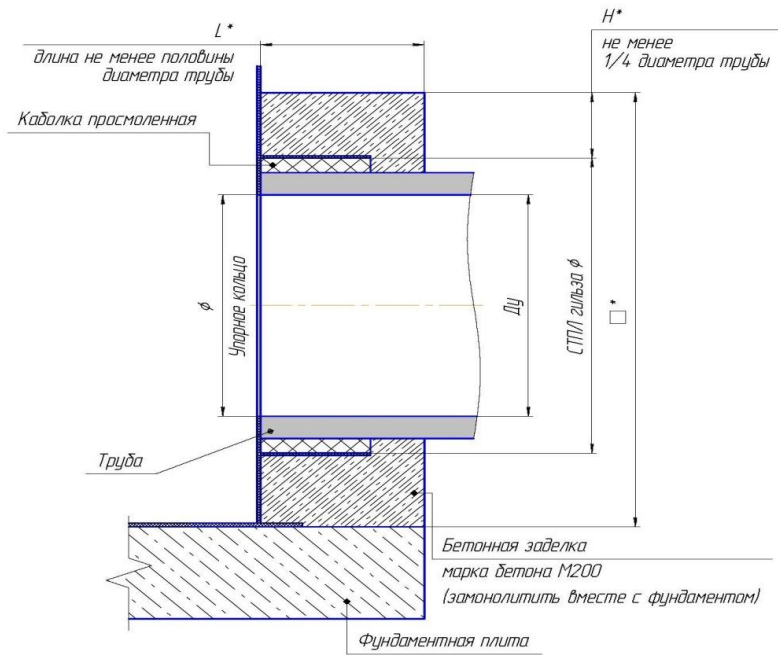 L*
длина не менее половины
диаметра трубы
H*
не менее
1/4 диаметра трубы
Каболка просмоленная
ϕ
Упорное кольцо
Ду
СТПЛ гильза ϕ
□*
Труба
Бетонная заделка
марка бетона М200
(замонолитить вместе с фундаментом)
Фундаментная плита